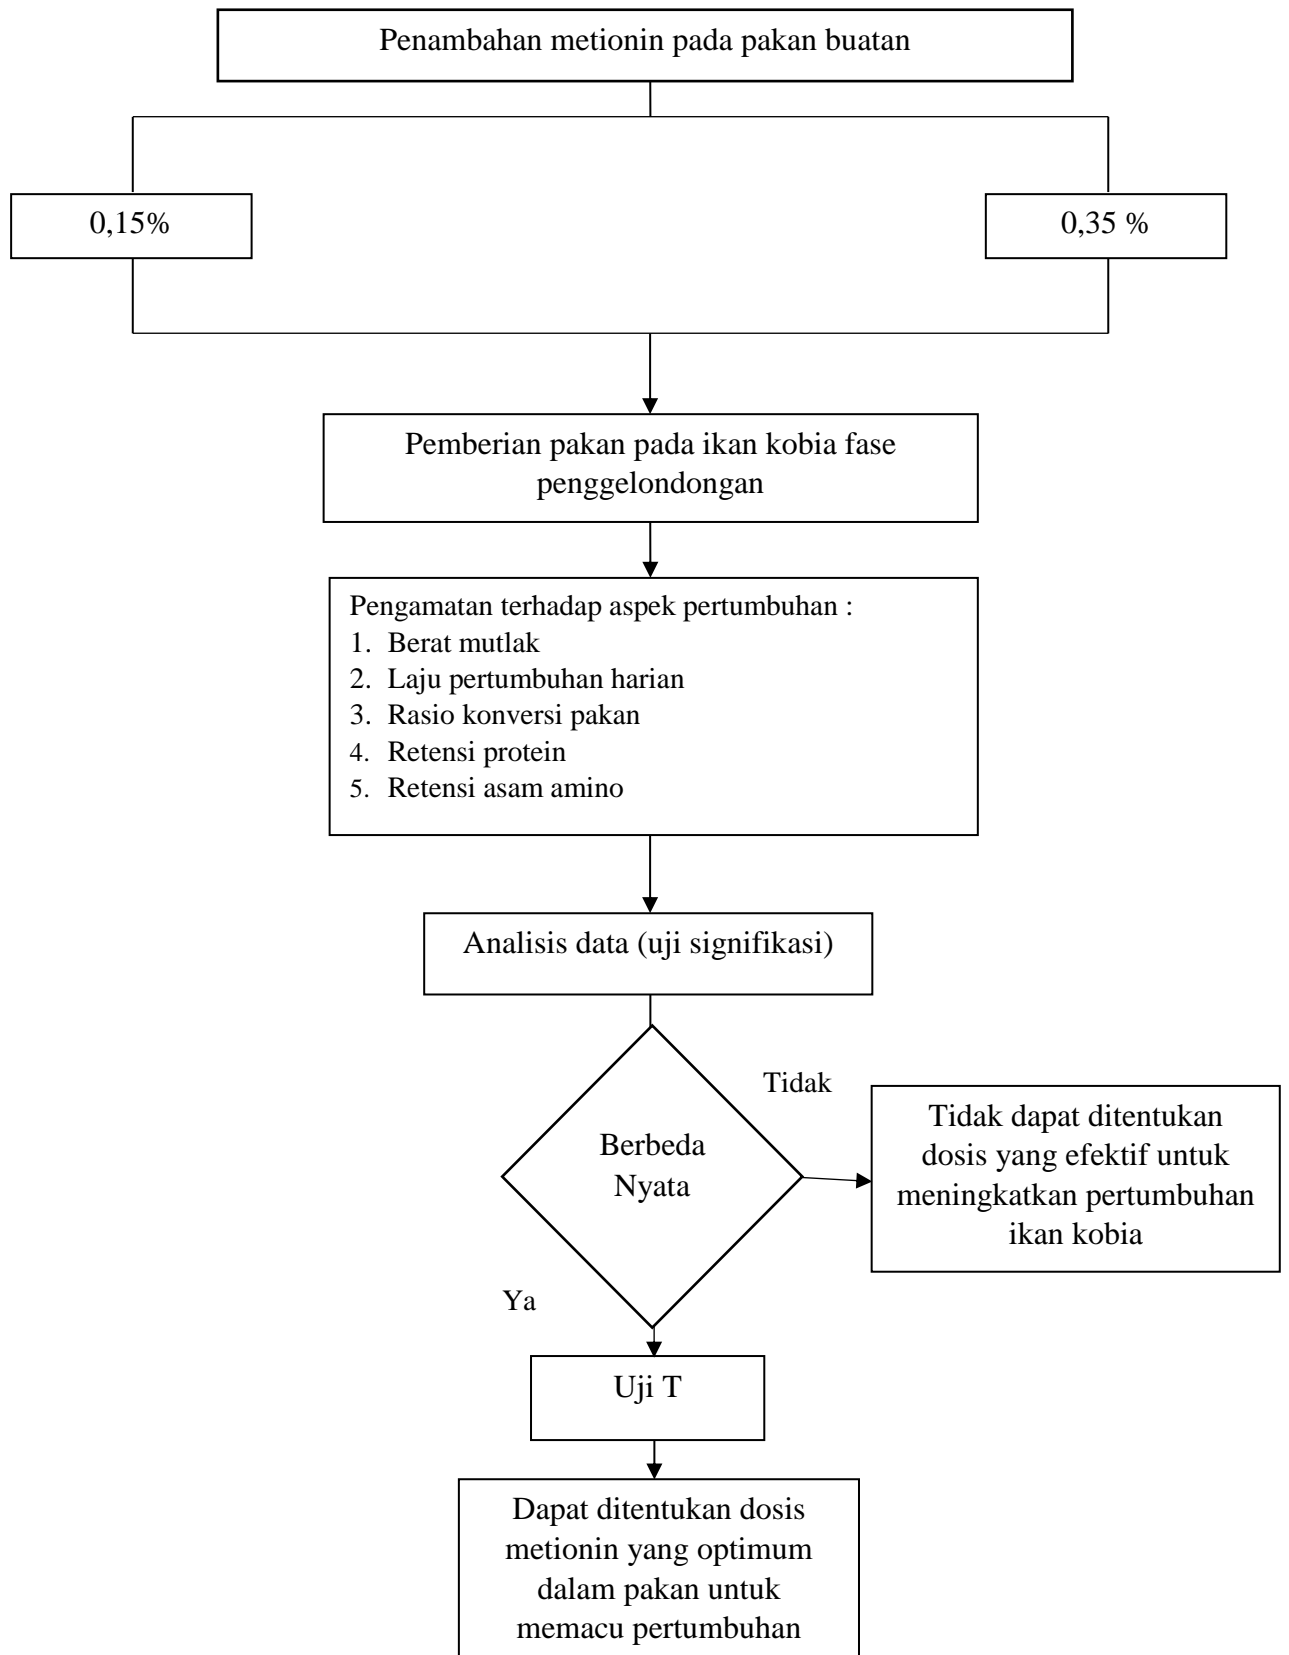 Penambahan metionin pada pakan buatan
0,15%
0,35 %
Pemberian pakan pada ikan kobia fase
penggelondongan
Pengamatan terhadap aspek pertumbuhan :
1. Berat mutlak
2. Laju pertumbuhan harian
3. Rasio konversi pakan
4. Retensi protein
5. Retensi asam amino
Analisis data (uji signifikasi)
Tidak
Berbeda
Nyata
Tidak dapat ditentukan
dosis yang efektif untuk
meningkatkan pertumbuhan
ikan kobia
Ya
Uji T
Dapat ditentukan dosis
metionin yang optimum
dalam pakan untuk
memacu pertumbuhan